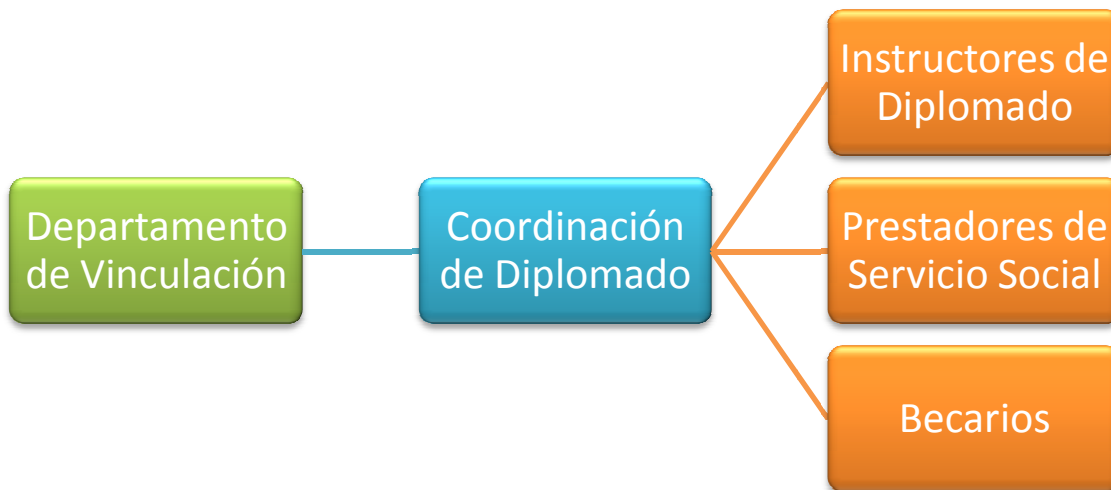 Departamento
de Vinculación
Coordinación
de Diplomado
Instructores de
Diplomado
Prestadores de
Servicio Social
Becarios